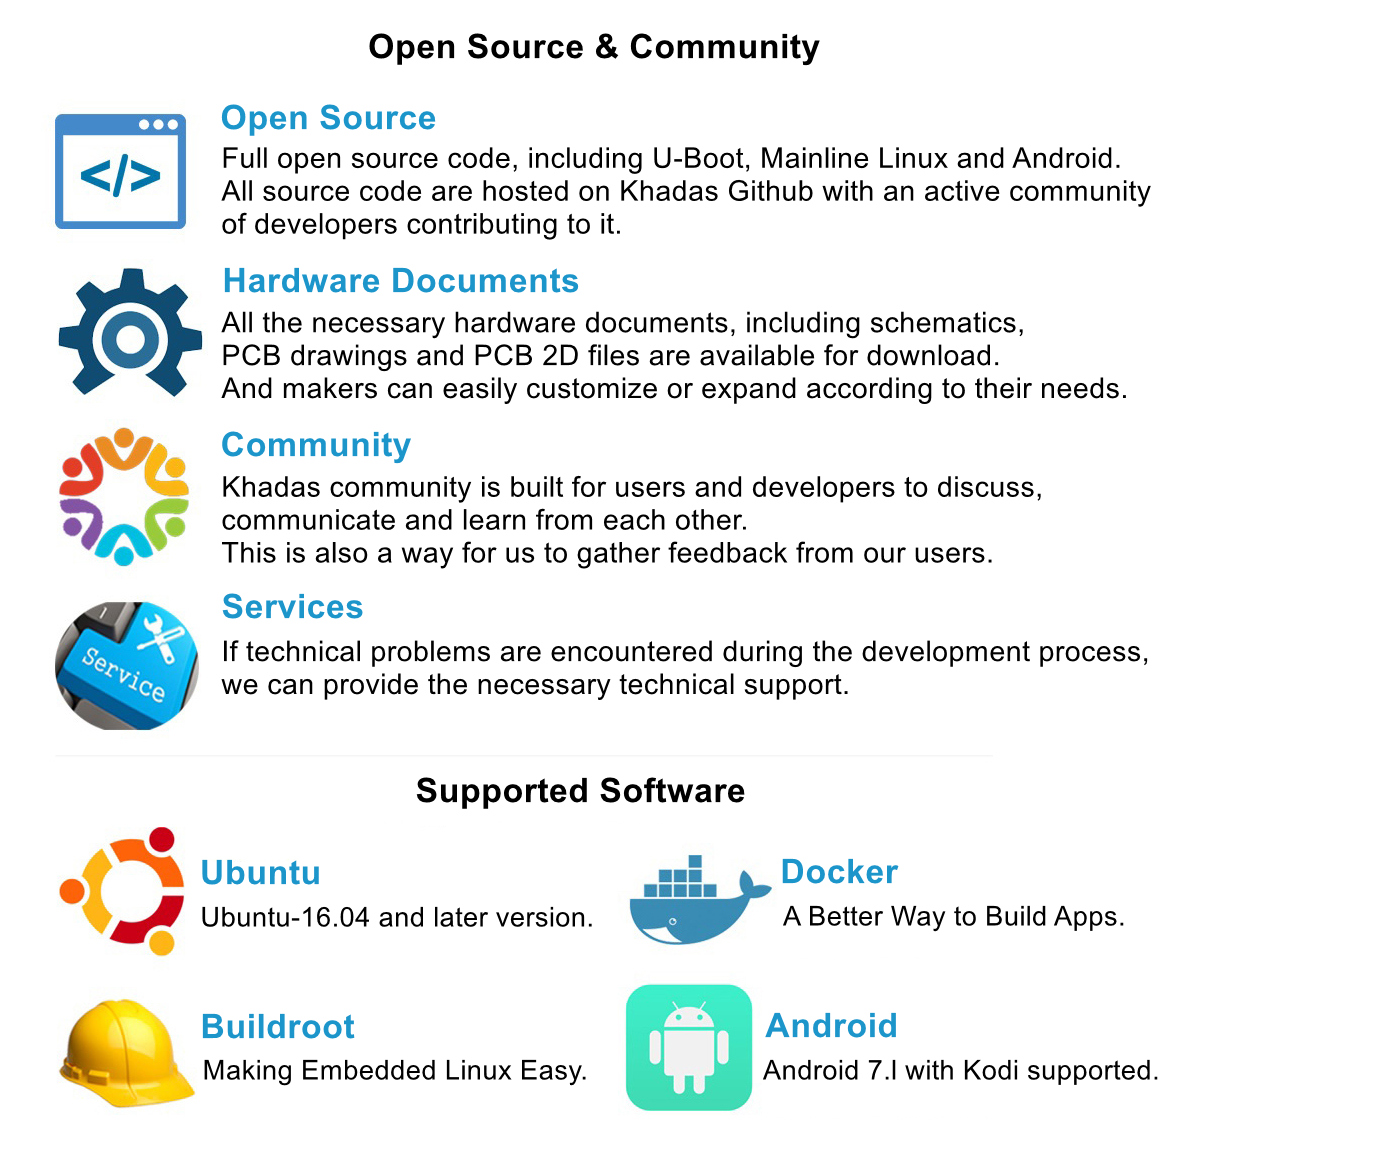 Open Source & Community
</>
Open Source
Full open source code, including U-Boot, Mainline Linux and Android.
All source code are hosted on Khadas Github with an active community
of developers contributing to it.
Hardware Documents
All the necessary hardware documents, including schematics,
PCB drawings and PCB 2D files are available for download.
And makers can easily customize or expand according to their needs.
Community
Khadas community is built for users and developers to discuss,
communicate and learn from each other.
This is also a way for us to gather feedback from our users.
Service
Services
If technical problems are encountered during the development process,
we can provide the necessary technical support.
Supported Software
Ubuntu
Ubuntu-16.04 and later version.
Docker
A Better Way to Build Apps.
Buildroot
Making Embedded Linux Easy.
Android
Android 7.l with Kodi supported.